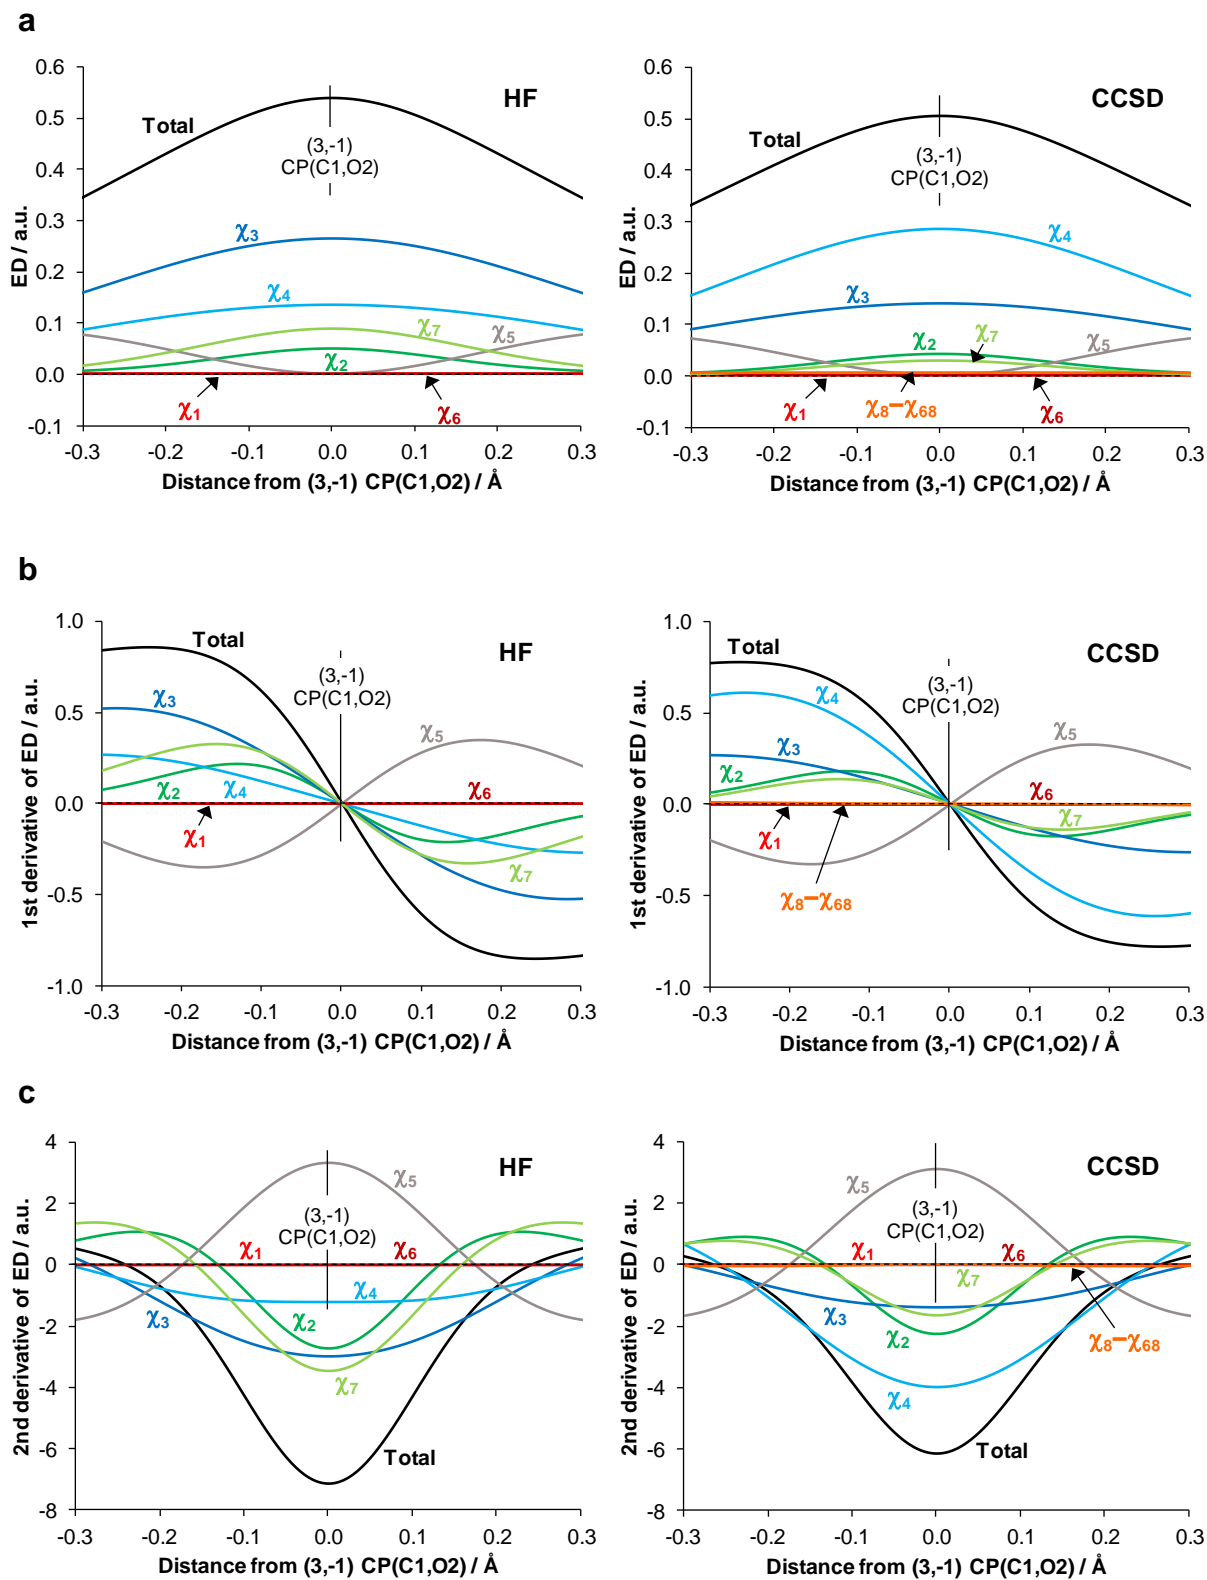 a
0.6
0.5
0.4
0.3
0.2
0.1
0.0
-0.1
ED / a.u.
HF
Total
(3,-1)
CP(C1,O2)
χ3
χ4
χ7
χ5
χ2
χ1
χ6
-0.3 -0.2 -0.1 0.0 0.1 0.2 0.3
Distance from (3,-1) CP(C1,O2) / Å
0.6
0.5
0.4
0.3
0.2
0.1
0.0
-0.1
ED / a.u.
CCSD
Total
(3,-1)
CP(C1,O2)
χ4
χ3
χ2
χ7
χ5
χ1
χ8–χ68
χ6
-0.3 -0.2 -0.1 0.0 0.1 0.2 0.3
Distance from (3,-1) CP(C1,O2) / Å
b
1.0
0.5
0.0
-0.5
-1.0
1st derivative of ED / a.u.
Total
HF
(3,-1)
CP(C1,O2)
χ3
χ5
χ2
χ4
χ6
χ1
χ7
-0.3 -0.2 -0.1 0.0 0.1 0.2 0.3
Distance from (3,-1) CP(C1,O2) / Å
1.0
0.5
0.0
-0.5
-1.0
1st derivative of ED / a.u.
Total
CCSD
(3,-1)
CP(C1,O2)
χ4
χ3
χ5
χ2
χ6
χ1
χ7
χ8–χ68
-0.3 -0.2 -0.1 0.0 0.1 0.2 0.3
Distance from (3,-1) CP(C1,O2) / Å
c
4
2
0
-2
-4
-6
-8
2nd derivative of ED / a.u.
HF
χ5
(3,-1)
CP(C1,O2)
χ1
χ6
χ4
χ3
χ2
χ7
Total
-0.3 -0.2 -0.1 0.0 0.1 0.2 0.3
Distance from (3,-1) CP(C1,O2) / Å
4
2
0
-2
-4
-6
-8
2nd derivative of ED / a.u.
CCSD
χ5
(3,-1)
CP(C1,O2)
χ1
χ6
χ7
χ3
χ2
χ8–χ68
χ4
Total
-0.3 -0.2 -0.1 0.0 0.1 0.2 0.3
Distance from (3,-1) CP(C1,O2) / Å